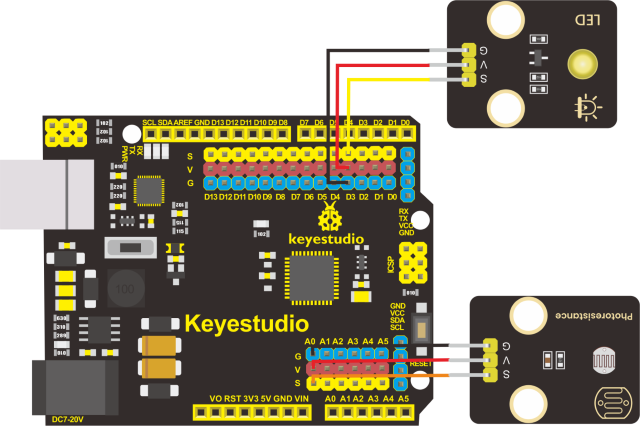 LED
G
V
S
SCL SDA AREF GND D13 D12 D11 D10 D9 D8
D7 D6 D5 D4 D3 D2 D1 D0
RX
TX
PWR
S
V
G
D13 D12 D11 D10 D9 D8 D7 D6 D5 D4 D3 D2 D1 D0
RX
TX
VCC
GND
keyestudio
ICSP
100
Keyestudio
GND
VCC
SDA
SCL
A0 A1 A2 A3 A4 A5
G
V
S
RESET
Photoresistance
G
V
S
DC7-20V
VO RST 3V3 5V GND VIN
A0 A1 A2 A3 A4 A5